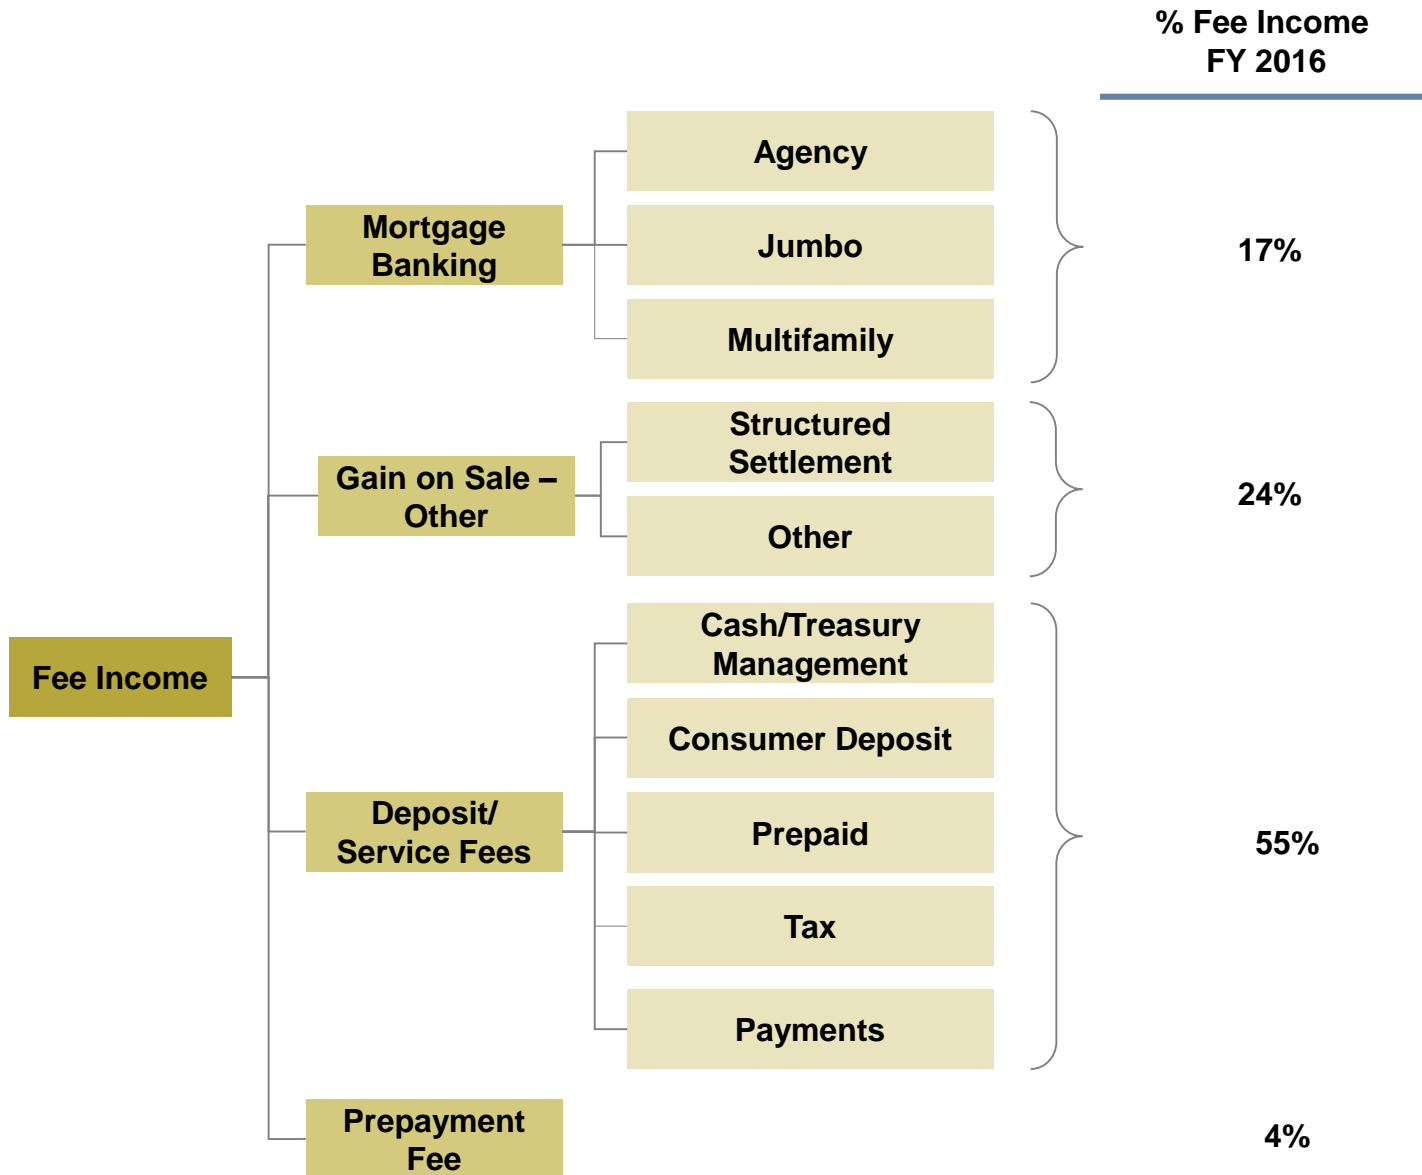 % Fee Income
FY 2016
Agency
Mortgage
Banking
Jumbo
17%
Multifamily
Structured
Settlement
Gain on Sale –
Other
24%
Other
Cash/Treasury
Management
Fee Income
Consumer Deposit
Deposit/
Service Fees
Prepaid
55%
Tax
Payments
Prepayment
Fee
4%